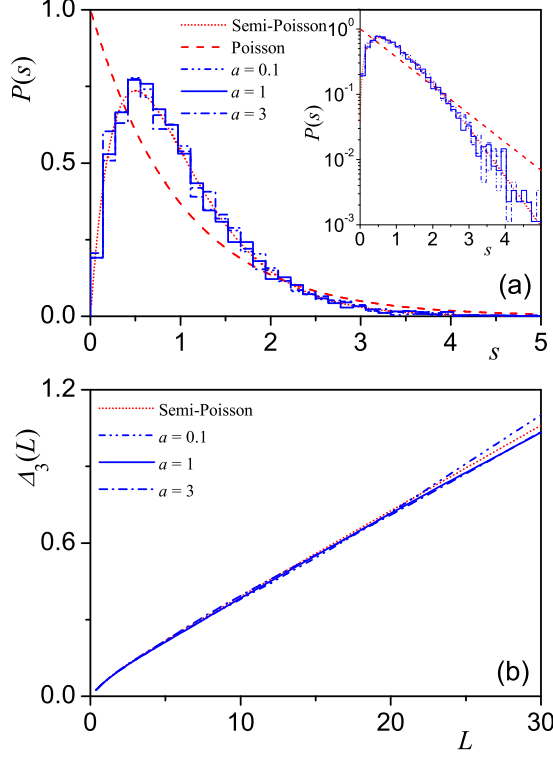 1.0
0.5
0.0
P(s)
Semi-Poisson
Poisson
a = 0.1
a = 1
a = 3
10⁰
10⁻¹
10⁻²
10⁻³
P(s)
0 1 2 3 4
s
(a)
0 1 2 3 4 5
s
1.2
0.6
0.0
Δ₃(L)
Semi-Poisson
a = 0.1
a = 1
a = 3
(b)
0 10 20 30
L